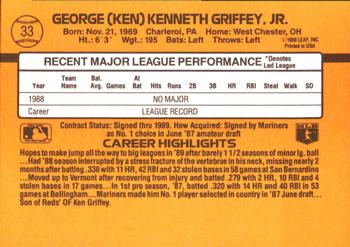 33
GEORGE (KEN) KENNETH GRIFFEY, JR.
Born: Nov. 21, 1969 Charleroi, PA Home: West Chester, OH
Ht.: 6'3" Wgt.: 195 Bats: Left Throws: Left
©1988 LEAF, INC.
Printed in USA
RECENT MAJOR LEAGUE PERFORMANCE *Denotes Led League
Year Team Name Bat. Avg. Games At Bats Runs Hits 2B 3B HR RBI Steal Walk SO
1988 NO MAJOR
Career LEAGUE RECORD
Contract Status: Signed thru 1989. How Acquired: Signed by Mariners
as No. 1 choice in June '87 amateur draft
CAREER HIGHLIGHTS
Hopes to make jump all the way to big leagues in '89 after barely 1 1/2 seasons of minor lg. ball
...Had '88 season interrupted by a stress fracture of the vertebrae in his neck, missing nearly 2
months after batting .338 with 11 HR, 42 RBI and 32 stolen bases in 58 games at San Bernardino
...Moved up to Vermont after recovering from injury and batted .279 with 2 HR, 10 RBI and 4
stolen bases in 17 games...In 1st pro season, '87, batted .320 with 14 HR and 40 RBI in 53
games at Bellingham...Mariners made him 1 player selected in country in '87 June draft...
Son of Reds' OF Ken Griffey.